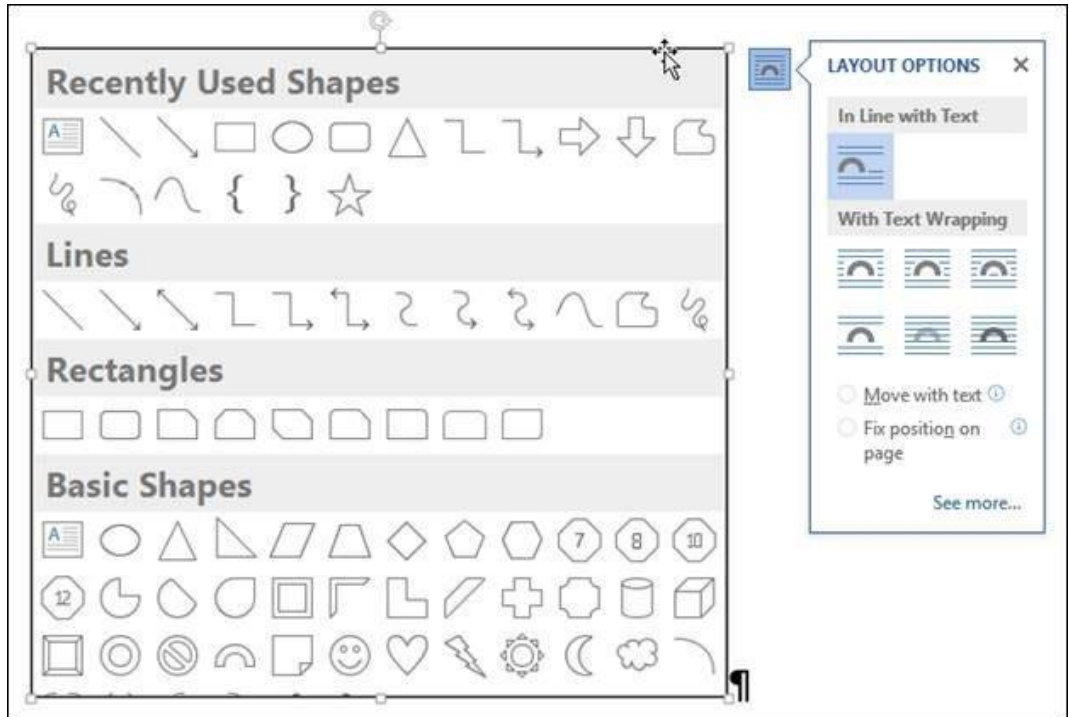 Recently Used Shapes
A
Lines
Rectangles
Basic Shapes
A
7
8
10
12
LAYOUT OPTIONS
In Line with Text
With Text Wrapping
Move with text
Fix position on
page
See more...
¶